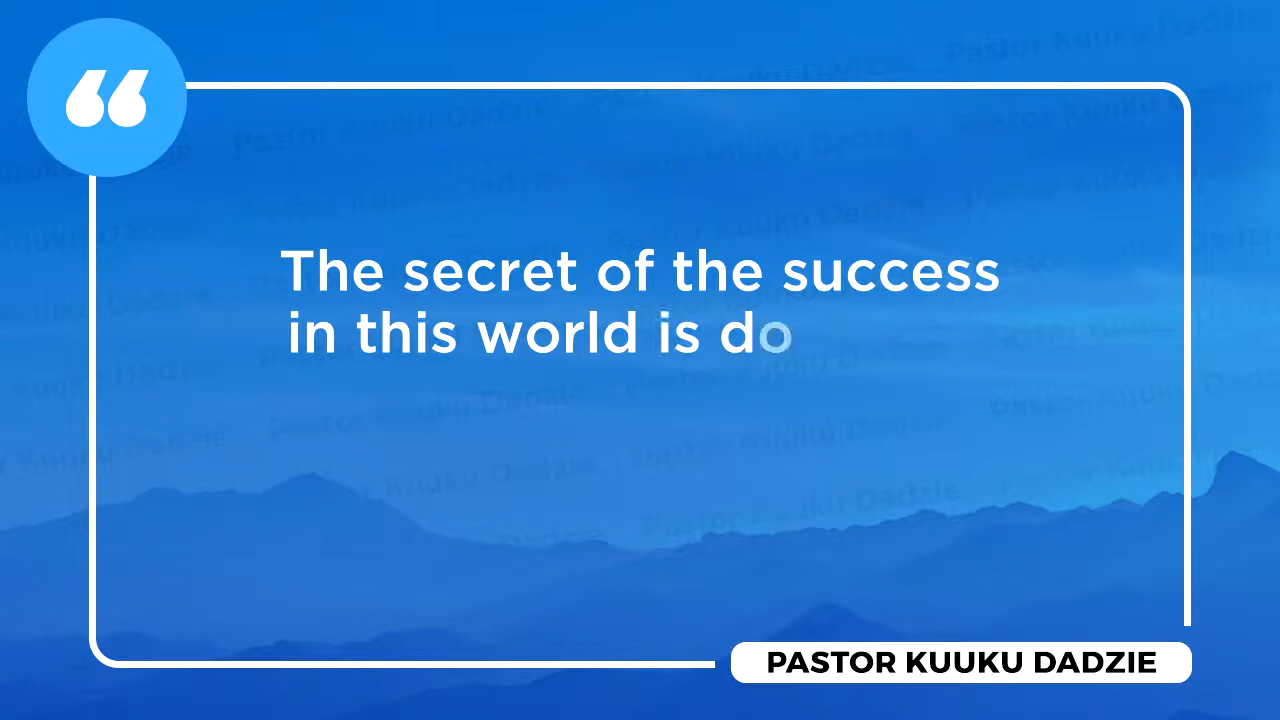 The secret of the success
in this world is do
PASTOR KUUKU DADZIE